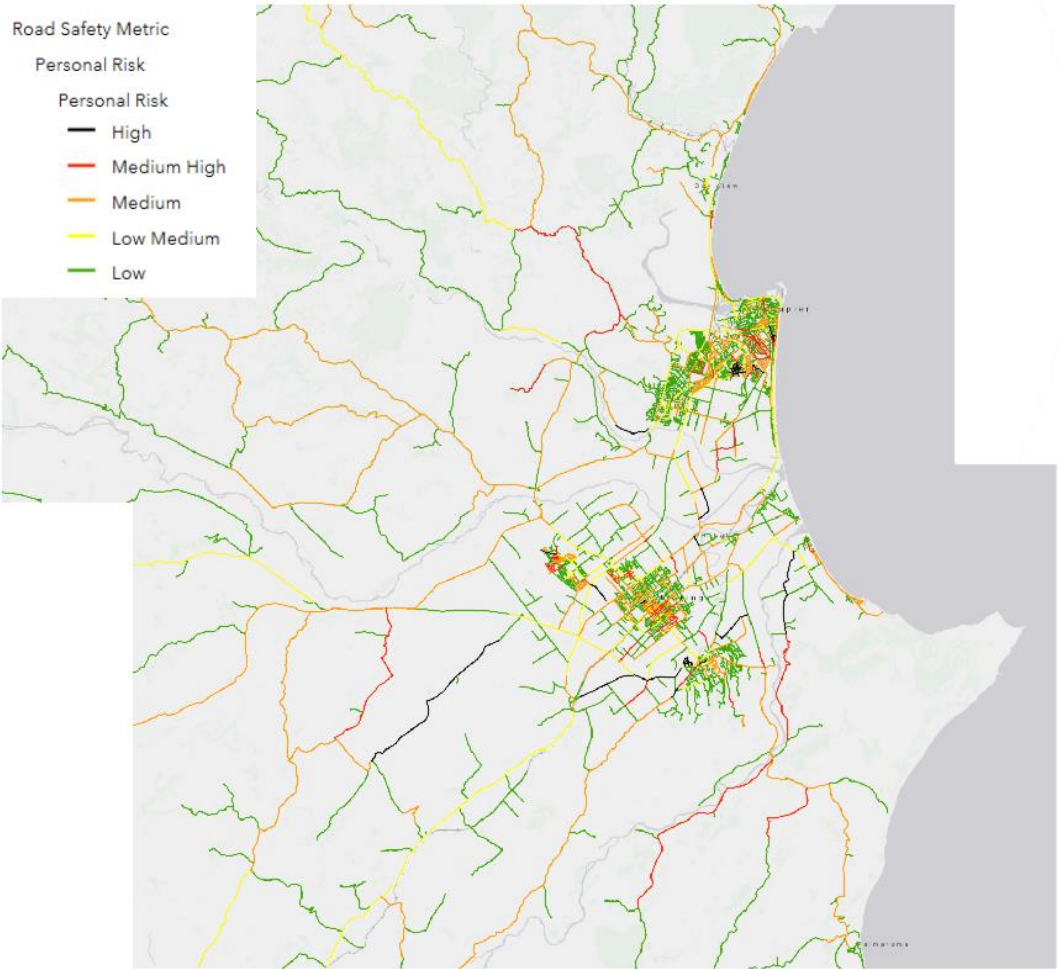 Road Safety Metric
Personal Risk
Personal Risk
High
Medium High
Medium
Low Medium
Low